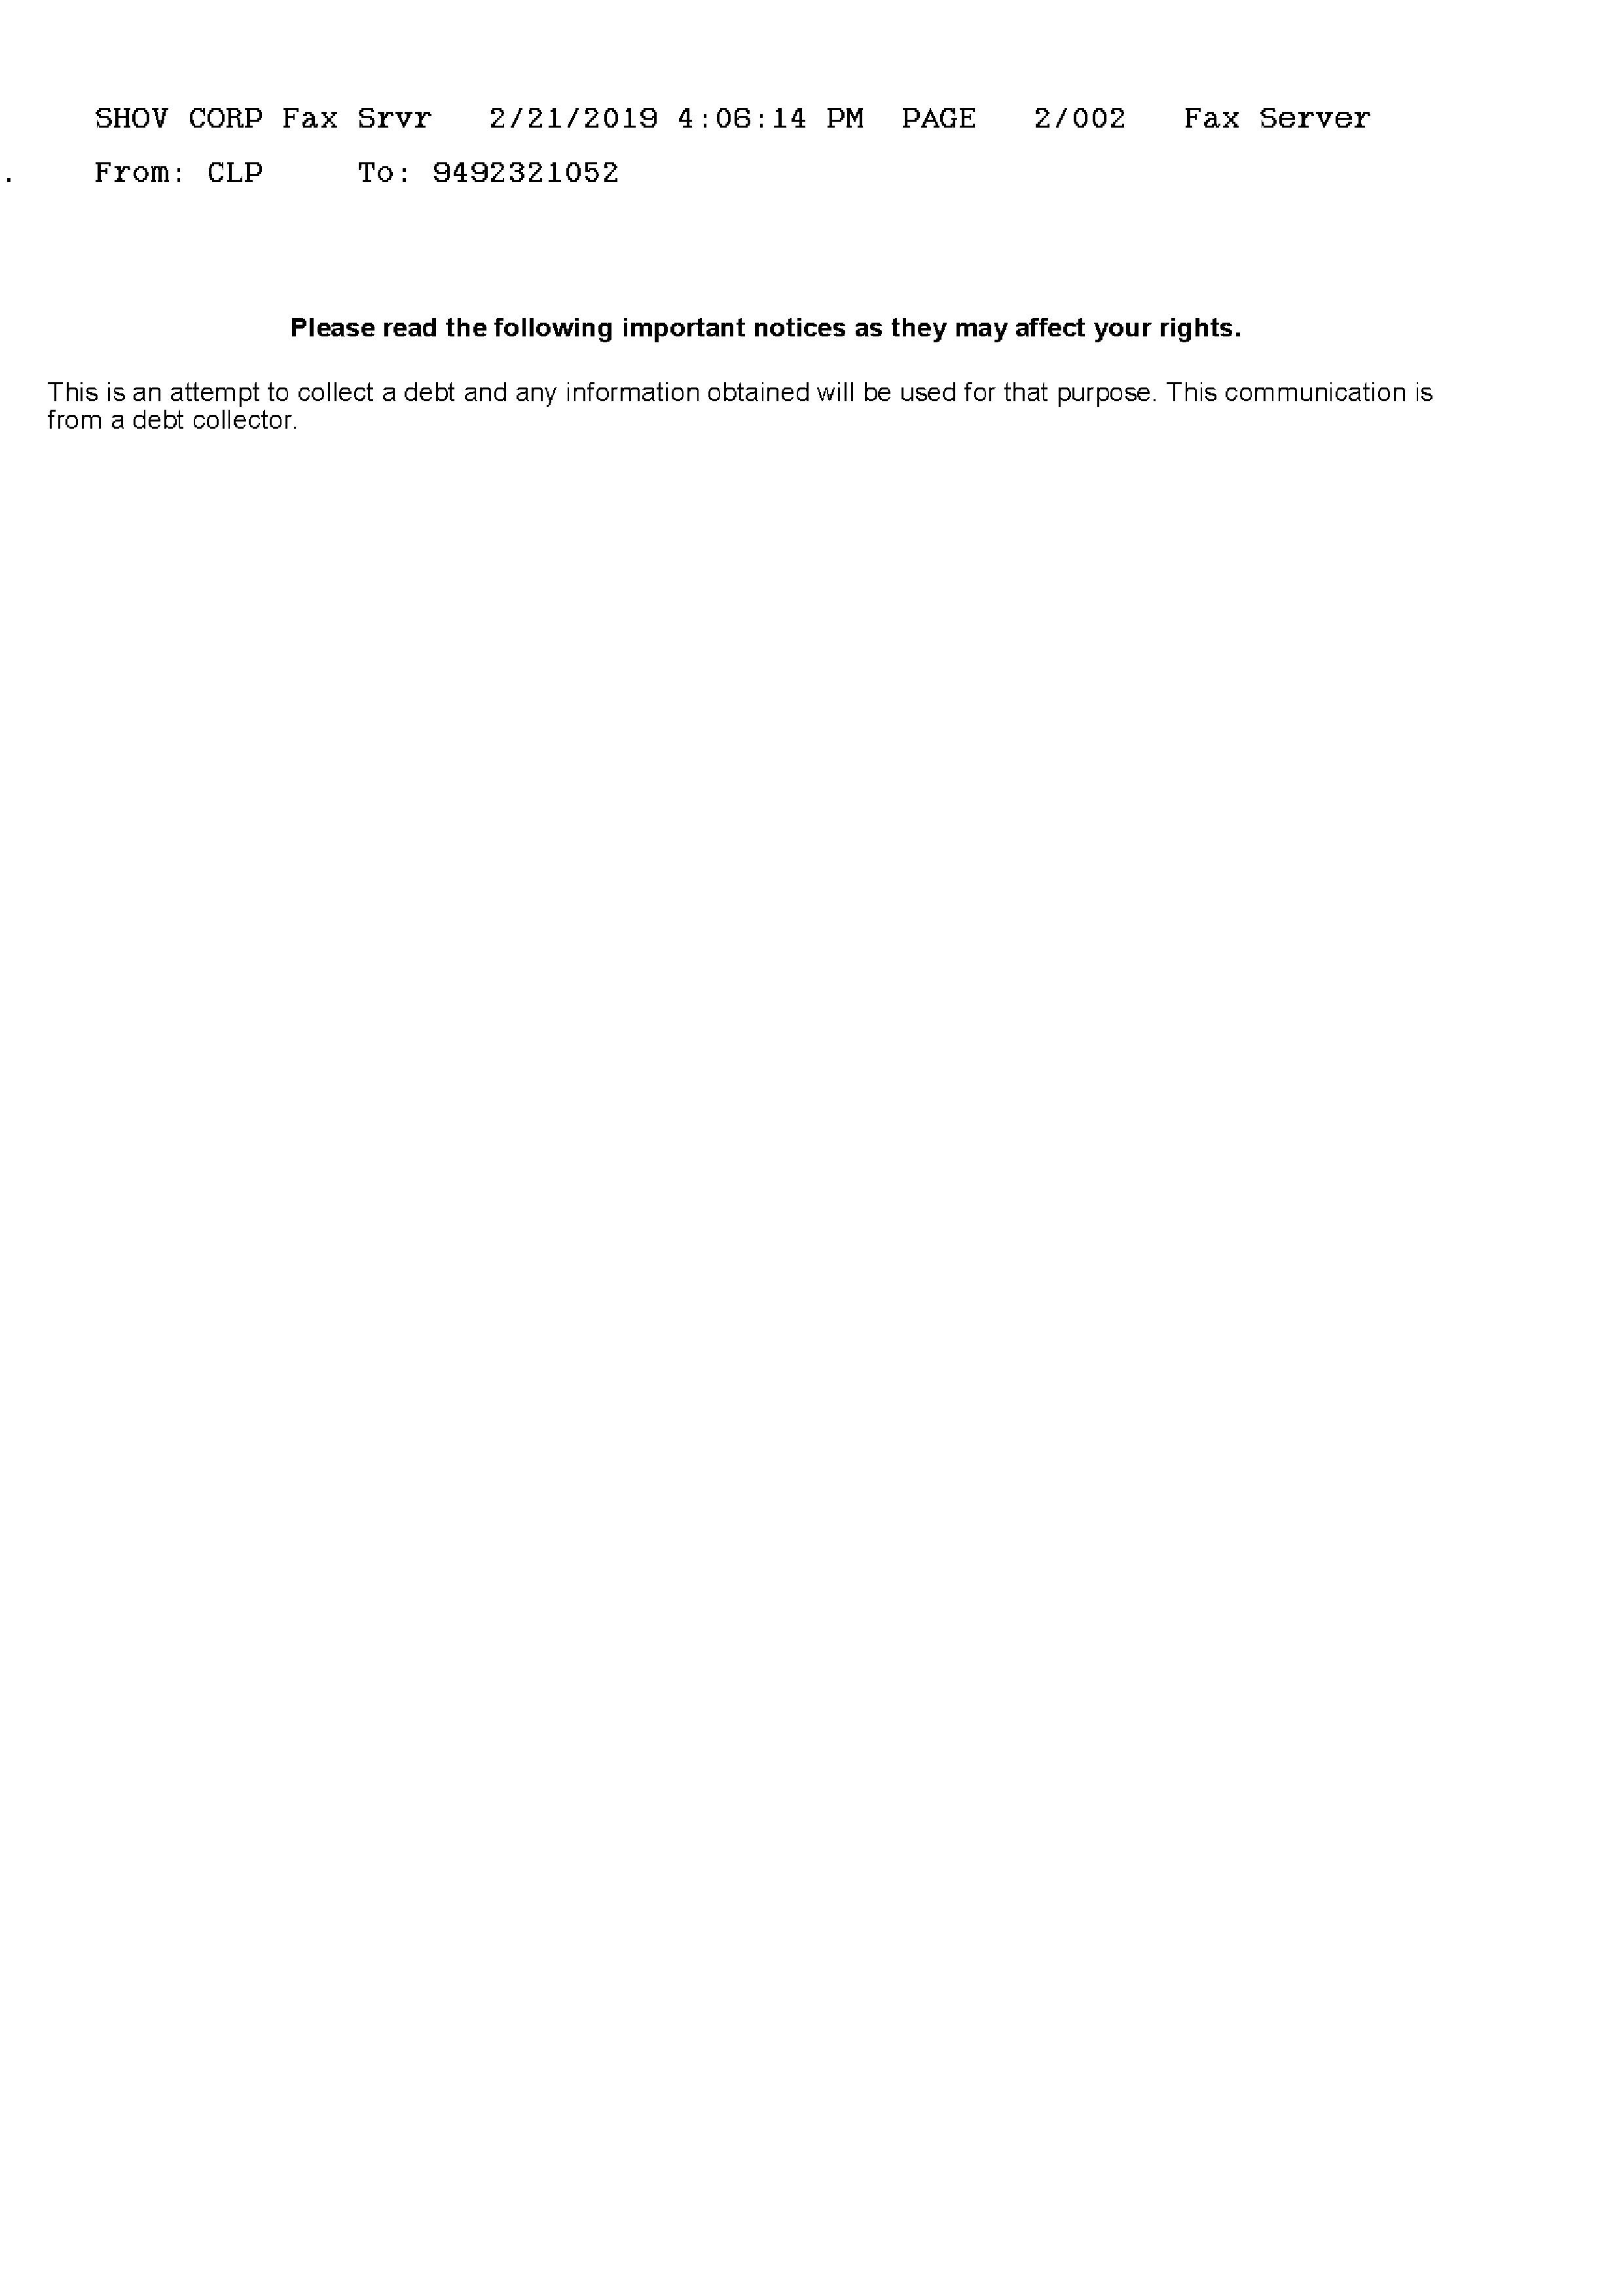 SHOV CORP Fax Srvr 2/21/2019 4:06:14 PM PAGE 2/002 Fax Server
. From: CLP To: 9492321052
Please read the following important notices as they may affect your rights.
This is an attempt to collect a debt and any information obtained will be used for that purpose. This communication is
from a debt collector.